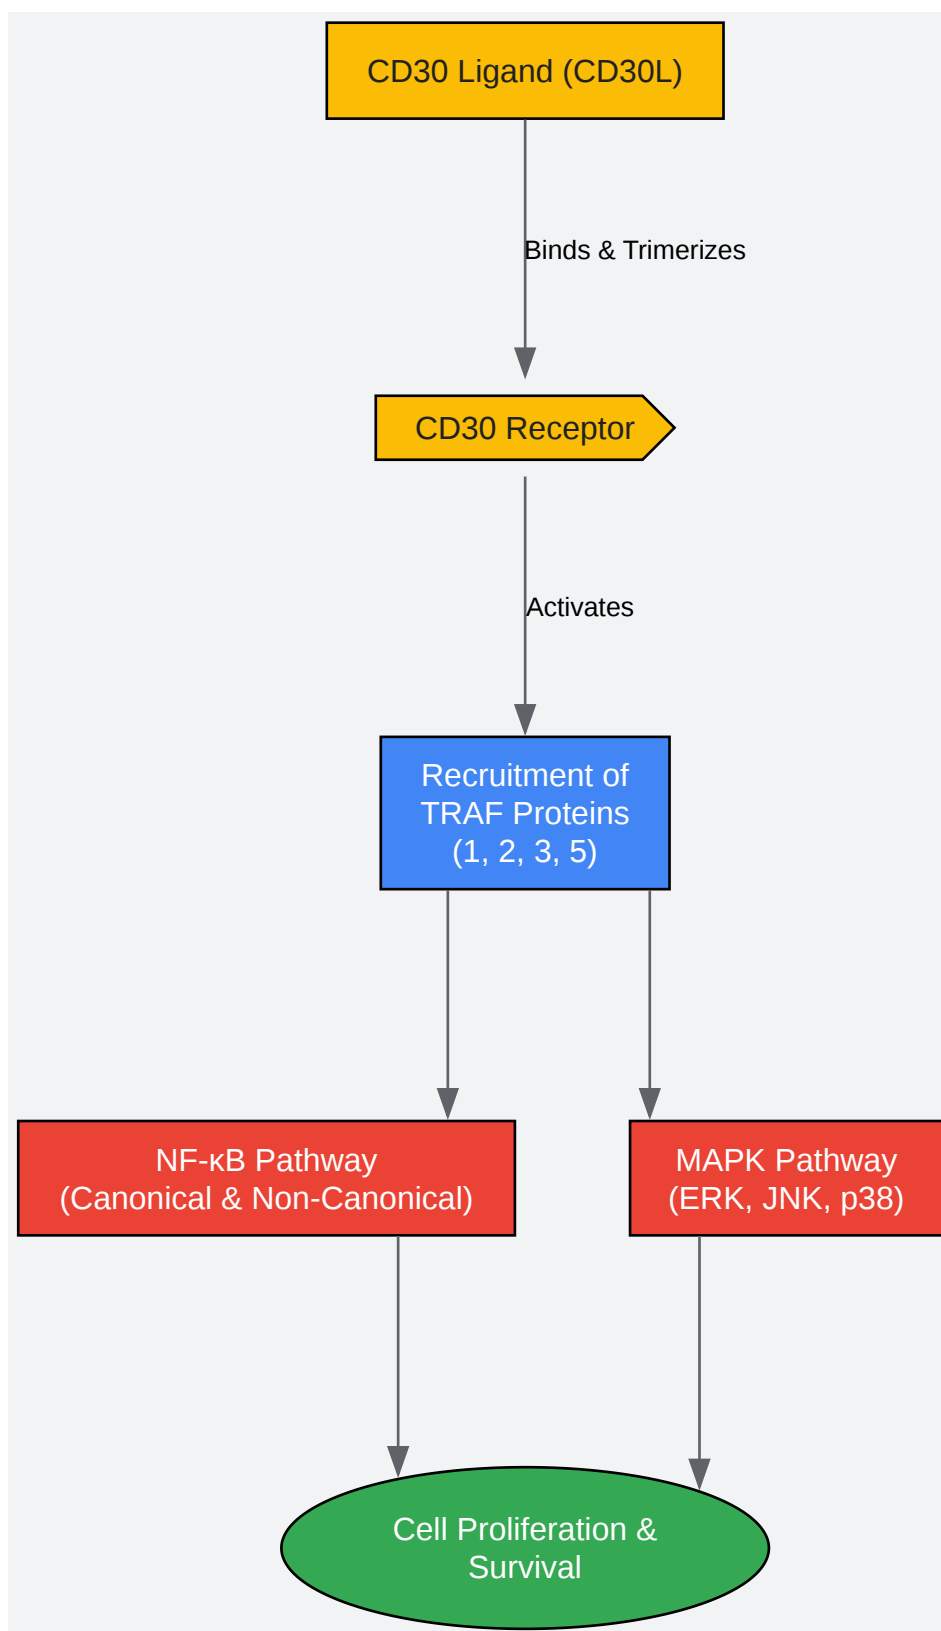 CD30 Ligand (CD30L)
Binds & Trimerizes
CD30 Receptor
Activates
Recruitment of
TRAF Proteins
(1, 2, 3, 5)
NF-κB Pathway
(Canonical & Non-Canonical)
MAPK Pathway
(ERK, JNK, p38)
Cell Proliferation &
Survival